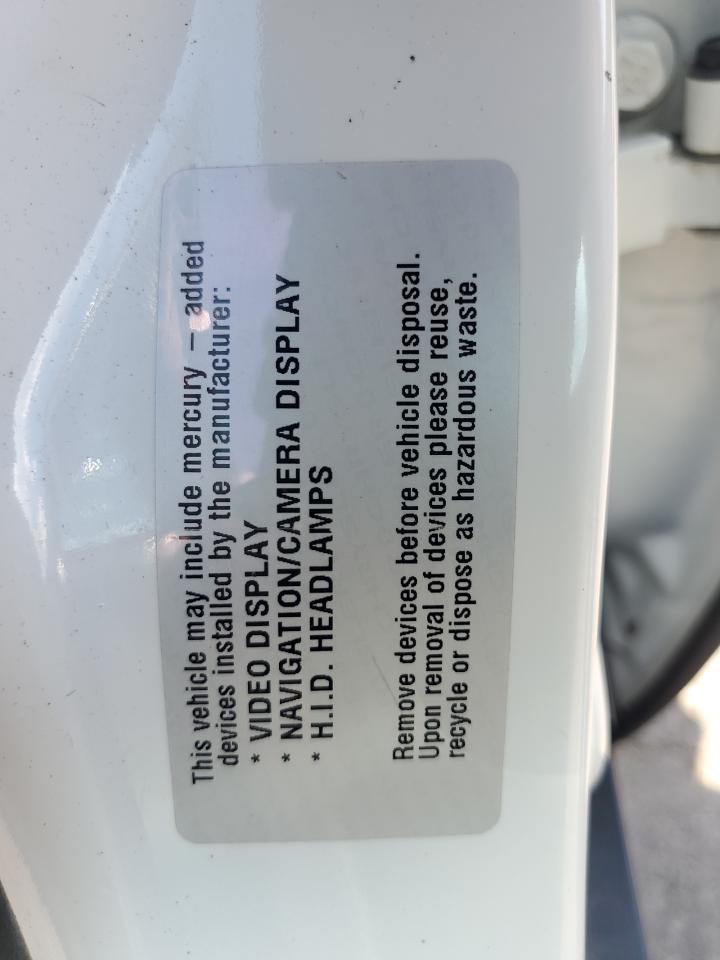 This vehicle may include mercury – added
devices installed by the manufacturer:
* VIDEO DISPLAY
* NAVIGATION/CAMERA DISPLAY
* H.I.D. HEADLAMPS
Remove devices before vehicle disposal.
Upon removal of devices please reuse,
recycle or dispose as hazardous waste.